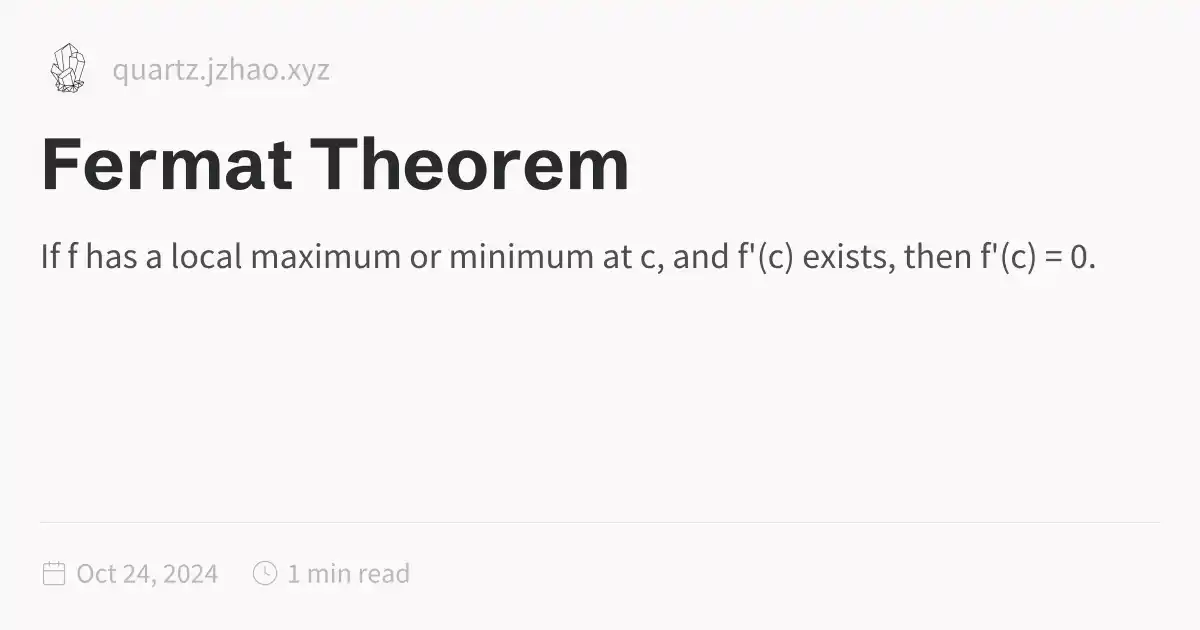 quartz.jzhao.xyz
Fermat Theorem
If f has a local maximum or minimum at c, and f'(c) exists, then f'(c) = 0.
Oct 24, 2024 1 min read